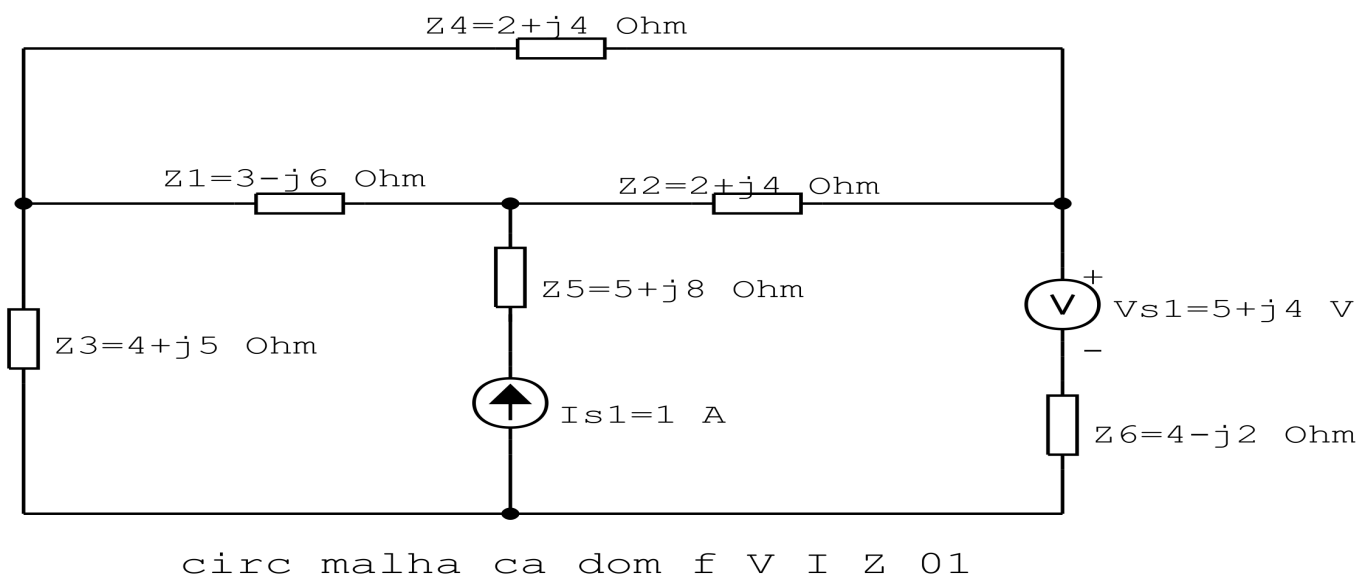 Z4=2+j4 Ohm
Z1=3-j6 Ohm
Z2=2+j4 Ohm
Z5=5+j8 Ohm
+
V
Vs1=5+j4 V
-
Z3=4+j5 Ohm
Is1=1 A
Z6=4-j2 Ohm
circ malha ca dom f V I Z 01